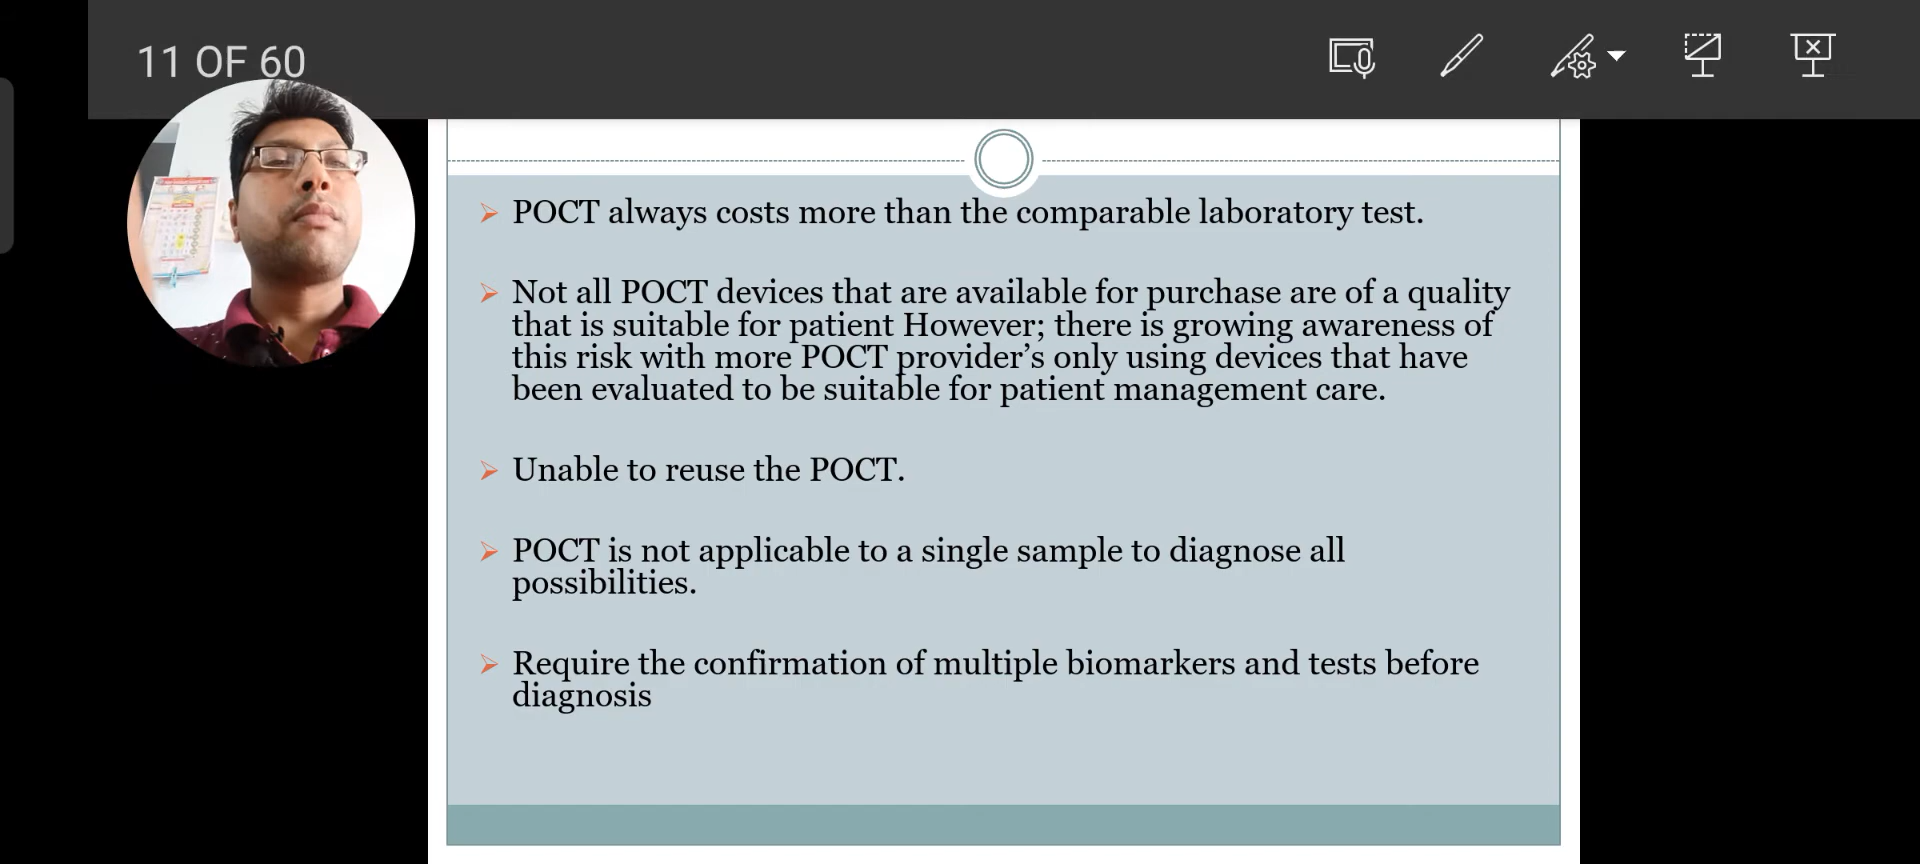 11 OF 60
POCT always costs more than the comparable laboratory test.
Not all POCT devices that are available for purchase are of a quality
that is suitable for patient However; there is growing awareness of
this risk with more POCT provider's only using devices that have
been evaluated to be suitable for patient management care.
Unable to reuse the POCT.
POCT is not applicable to a single sample to diagnose all
possibilities.
Require the confirmation of multiple biomarkers and tests before
diagnosis